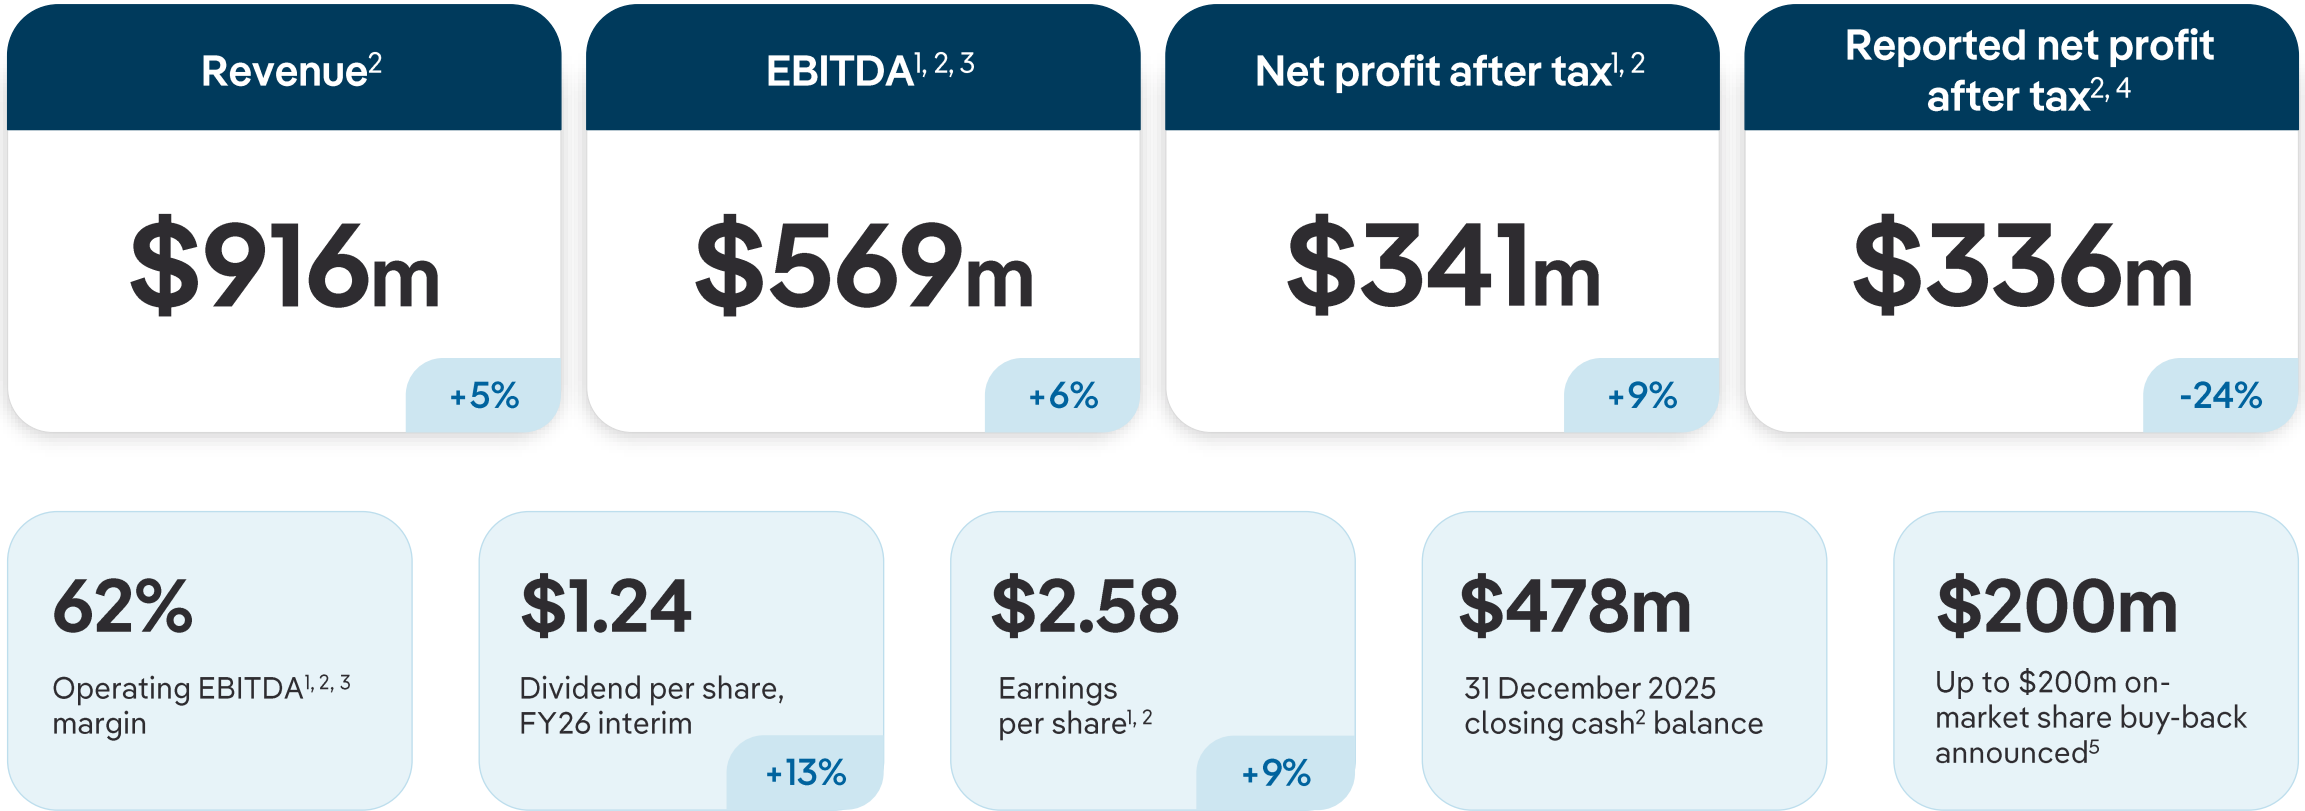 Revenue2
$916m
+5%
EBITDA1, 2, 3
$569m
+6%
Net profit after tax1, 2
$341m
+9%
Reported net profit
after tax2, 4
$336m
-24%
62%
Operating EBITDA1, 2, 3
margin
$1.24
Dividend per share,
FY26 interim
+13%
$2.58
Earnings
per share1, 2
+9%
$478m
31 December 2025
closing cash2 balance
$200m
Up to $200m on-
market share buy-back
announced5